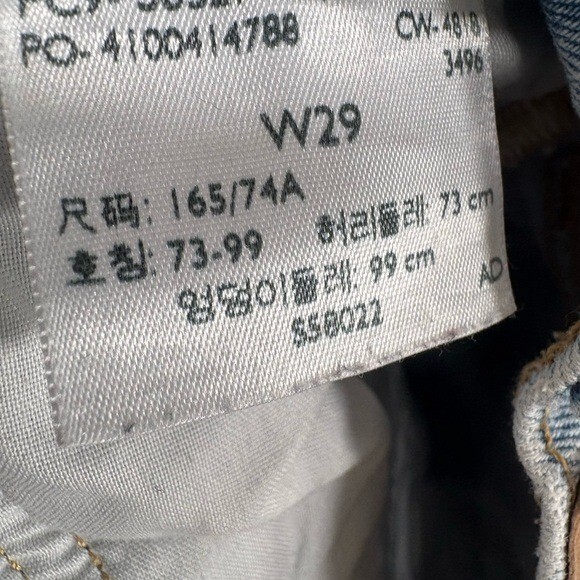 PO- 4100414788 CW-4818
3496
W29
尺码: 165/74A
호칭: 73-99 허리둘레: 73 cm
엉덩이둘레: 99 cm AD
SS8022